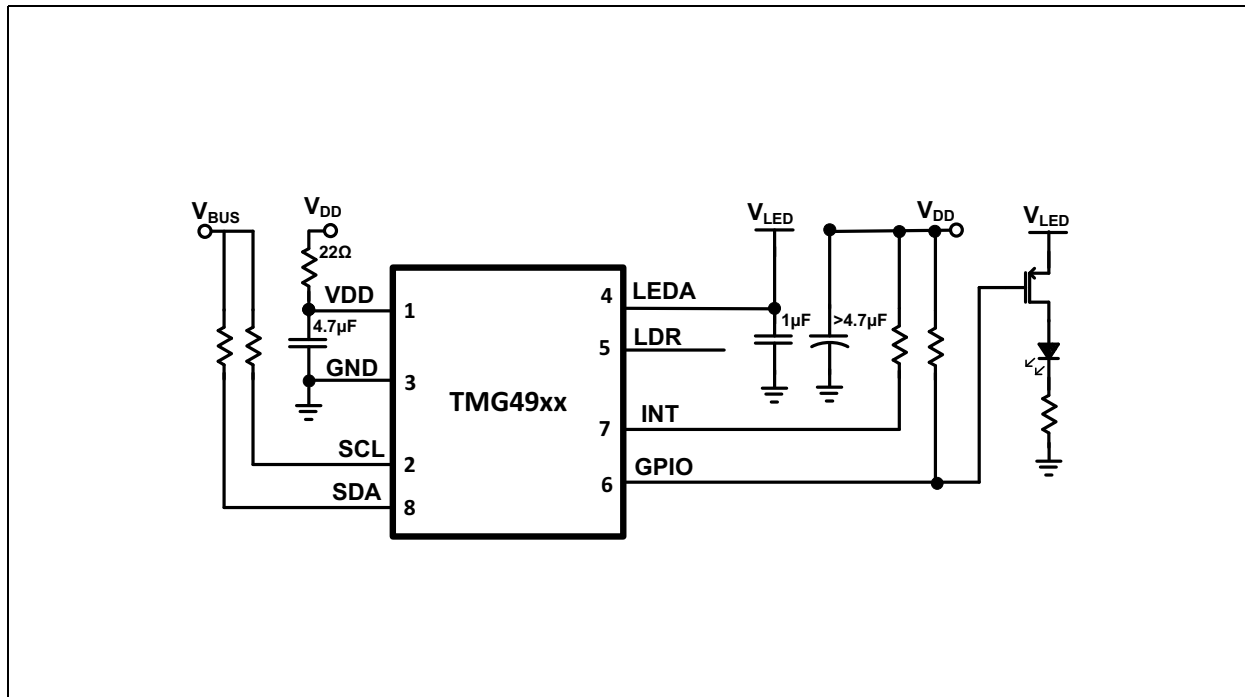 VBUS
VDD
22Ω
VDD
1
4.7µF
GND
3
SCL
2
SDA
8
TMG49xx
VLED
4
LEDA
1µF
5
LDR
VDD
>4.7µF
7
INT
6
GPIO
VLED